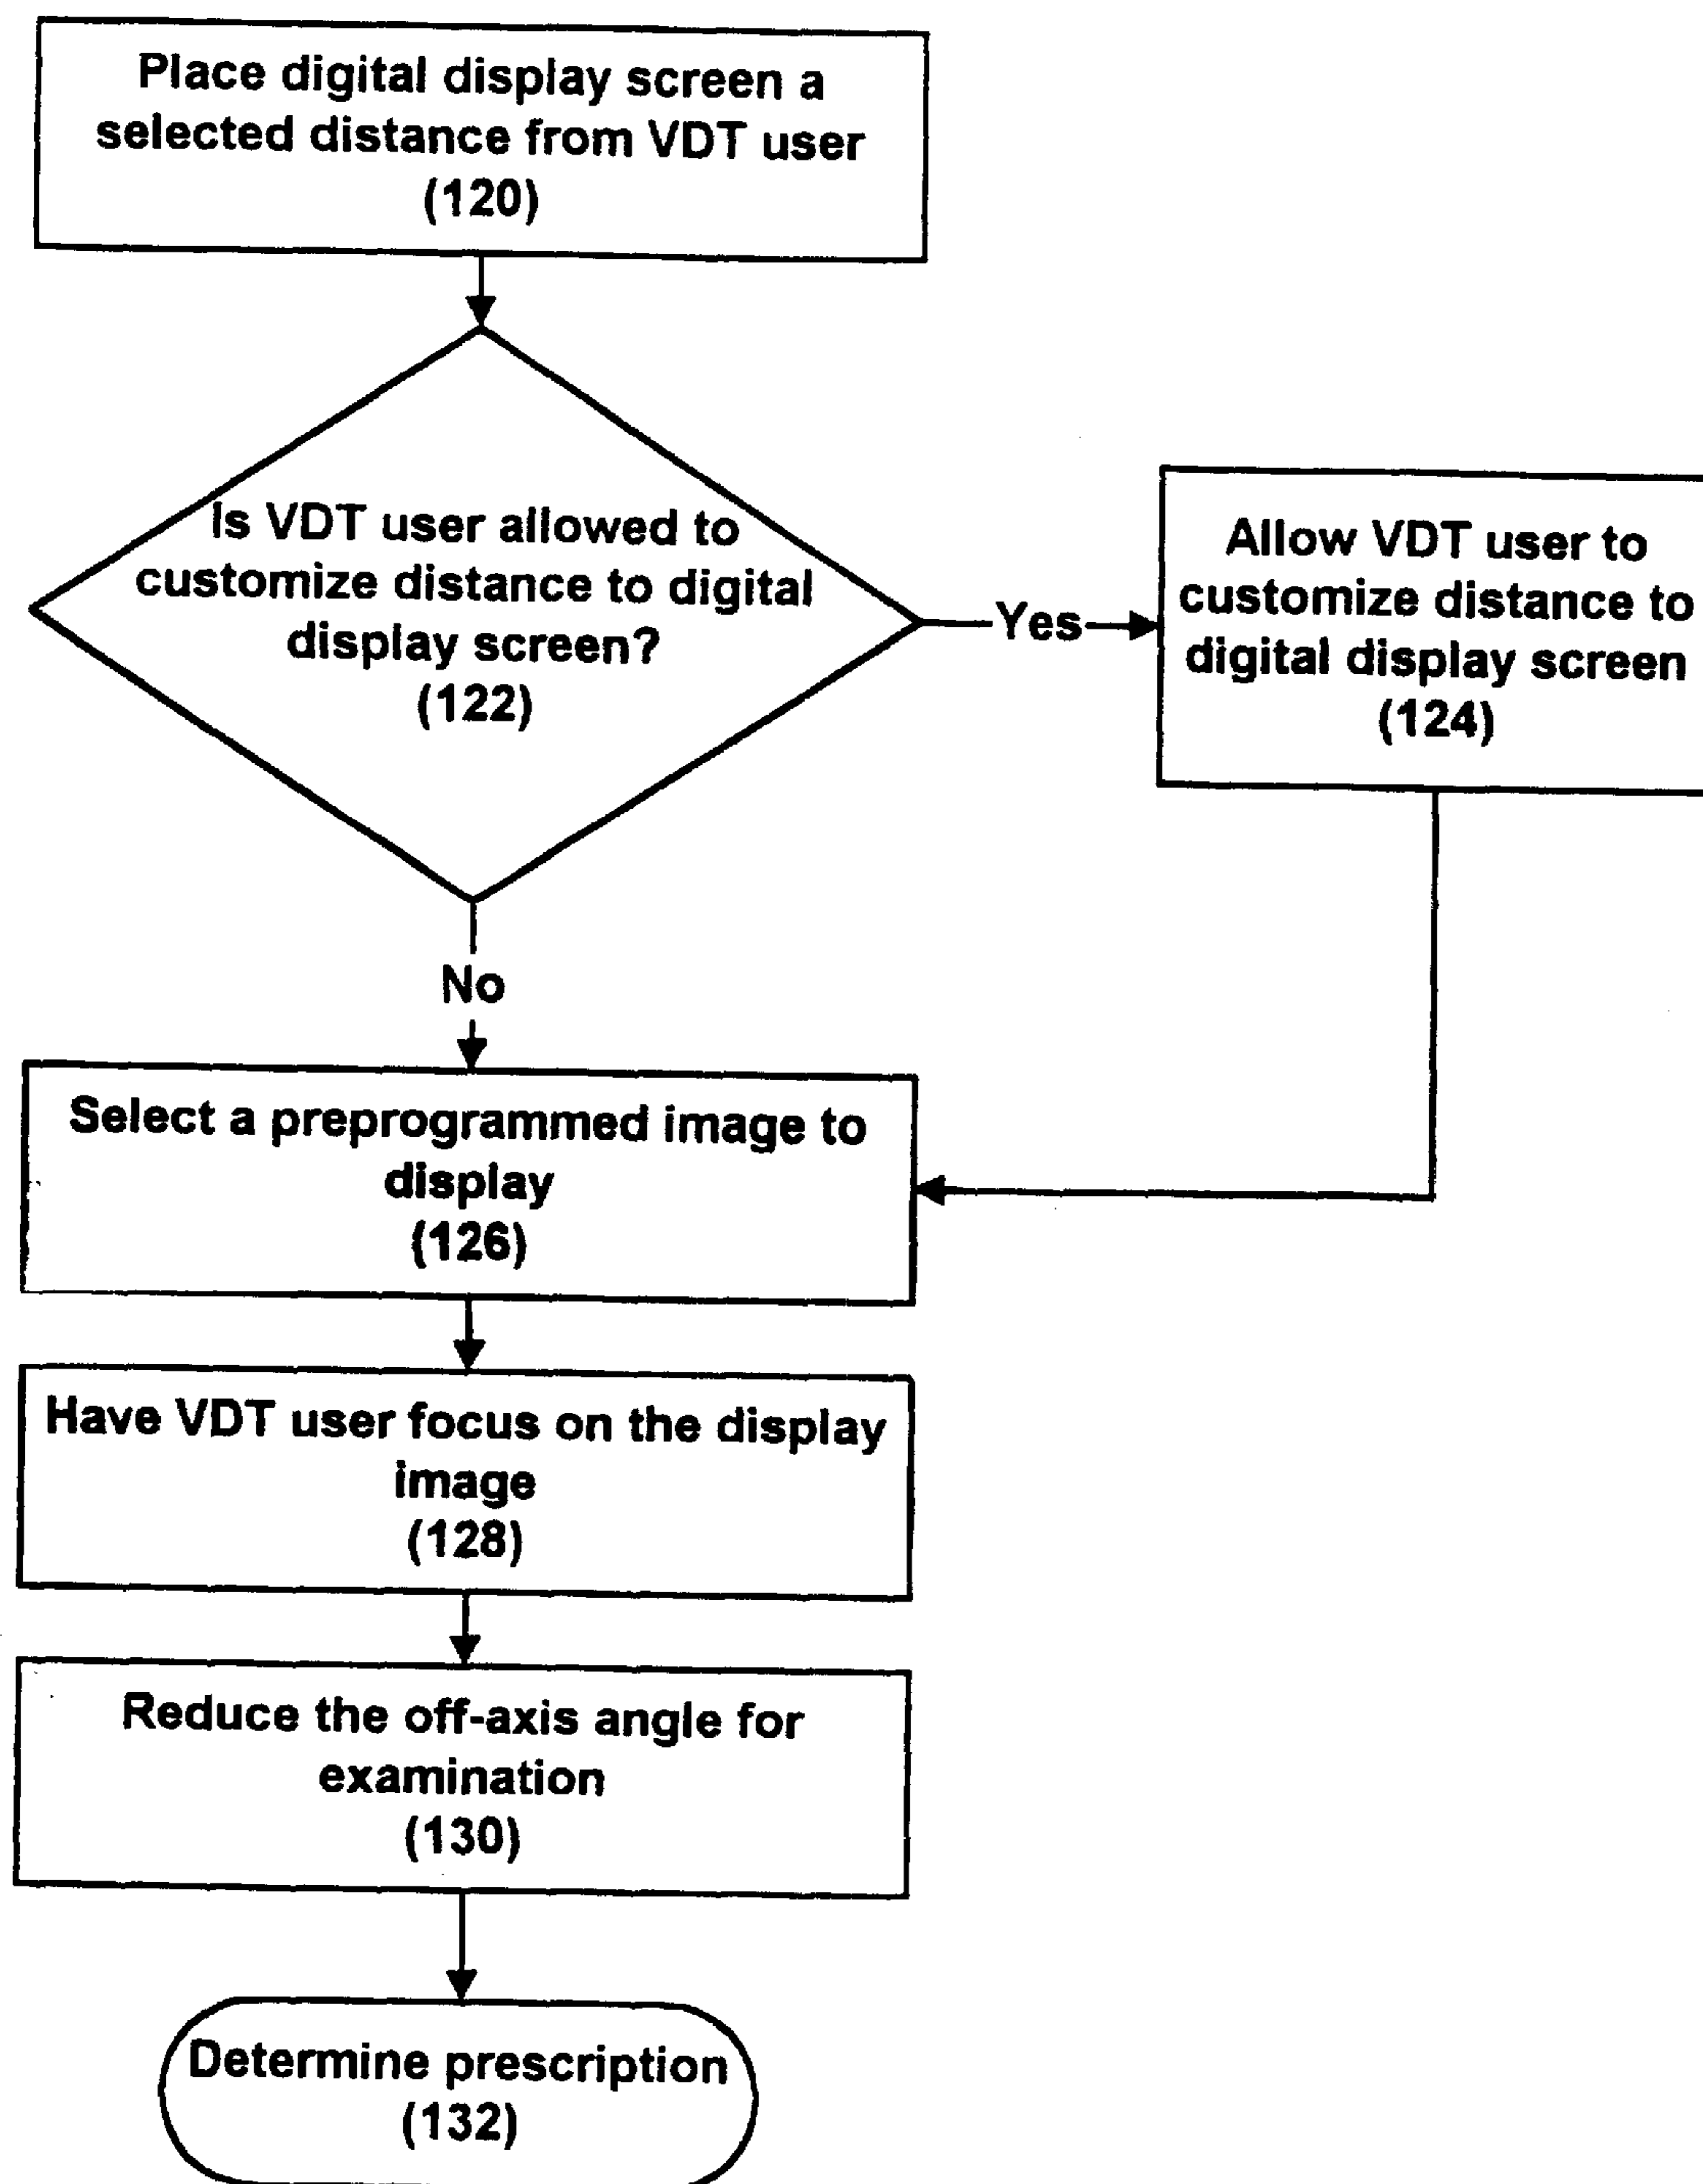 Place digital display screen a
selected distance from VDT user
(120)
Is VDT user allowed to
customize distance to digital
display screen?
(122)
Yes
Allow VDT user to
customize distance to
digital display screen
(124)
No
Select a preprogrammed image to
display
(126)
Have VDT user focus on the display
image
(128)
Reduce the off-axis angle for
examination
(130)
Determine prescription
(132)